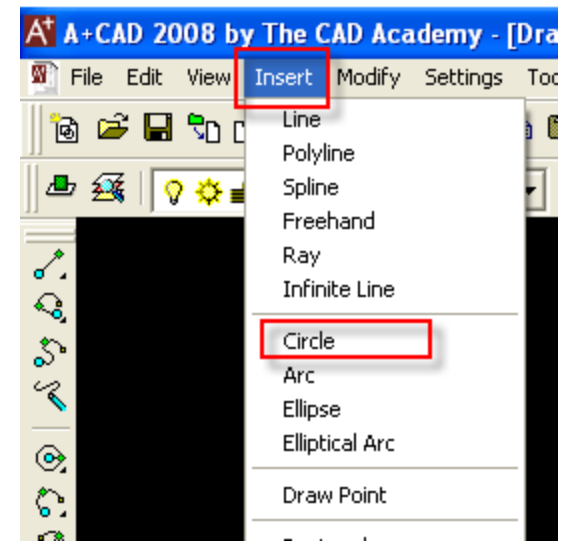 A+CAD 2008 by The CAD Academy - [Dra
File Edit View Insert Modify Settings Too
Line
Polyline
Spline
Freehand
Ray
Infinite Line
Circle
Arc
Ellipse
Elliptical Arc
Draw Point